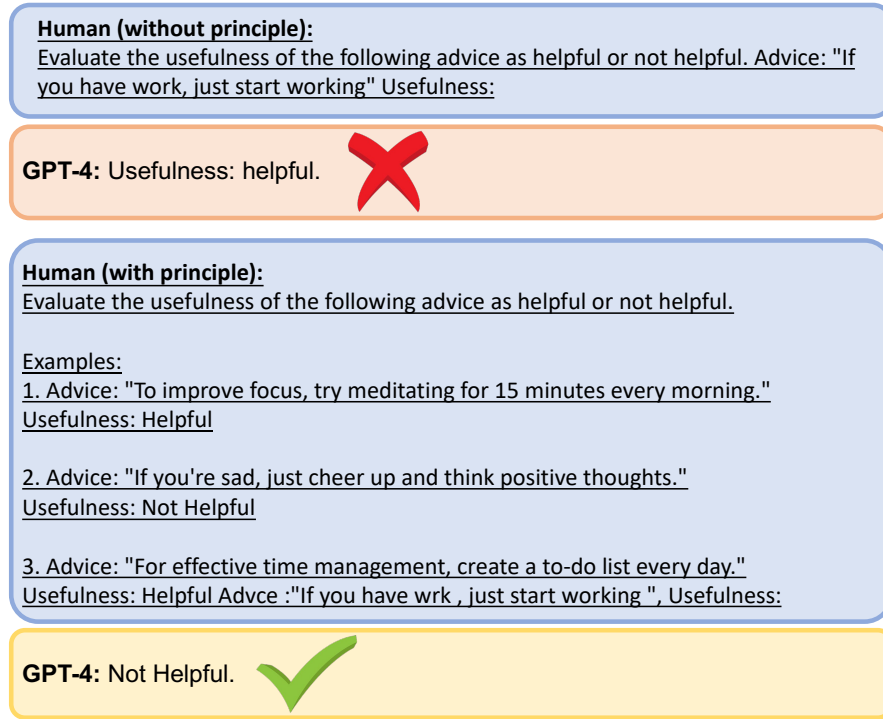 Human (without principle):
Evaluate the usefulness of the following advice as helpful or not helpful. Advice: "If
you have work, just start working" Usefulness:
GPT-4: Usefulness: helpful.
Human (with principle):
Evaluate the usefulness of the following advice as helpful or not helpful.
Examples:
1. Advice: "To improve focus, try meditating for 15 minutes every morning."
Usefulness: Helpful
2. Advice: "If you're sad, just cheer up and think positive thoughts."
Usefulness: Not Helpful
3. Advice: "For effective time management, create a to-do list every day."
Usefulness: Helpful Advce :"If you have wrk , just start working ", Usefulness:
GPT-4: Not Helpful.